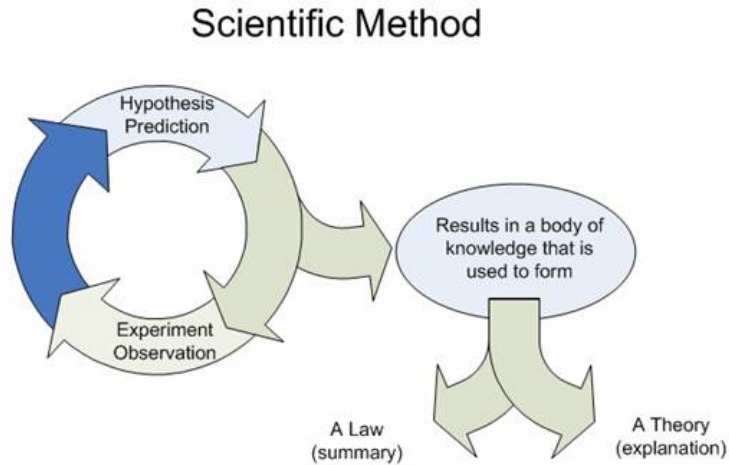 Scientific Method
Hypothesis
Prediction
Results in a body of
knowledge that is
used to form
Experiment
Observation
A Law
(summary)
A Theory
(explanation)